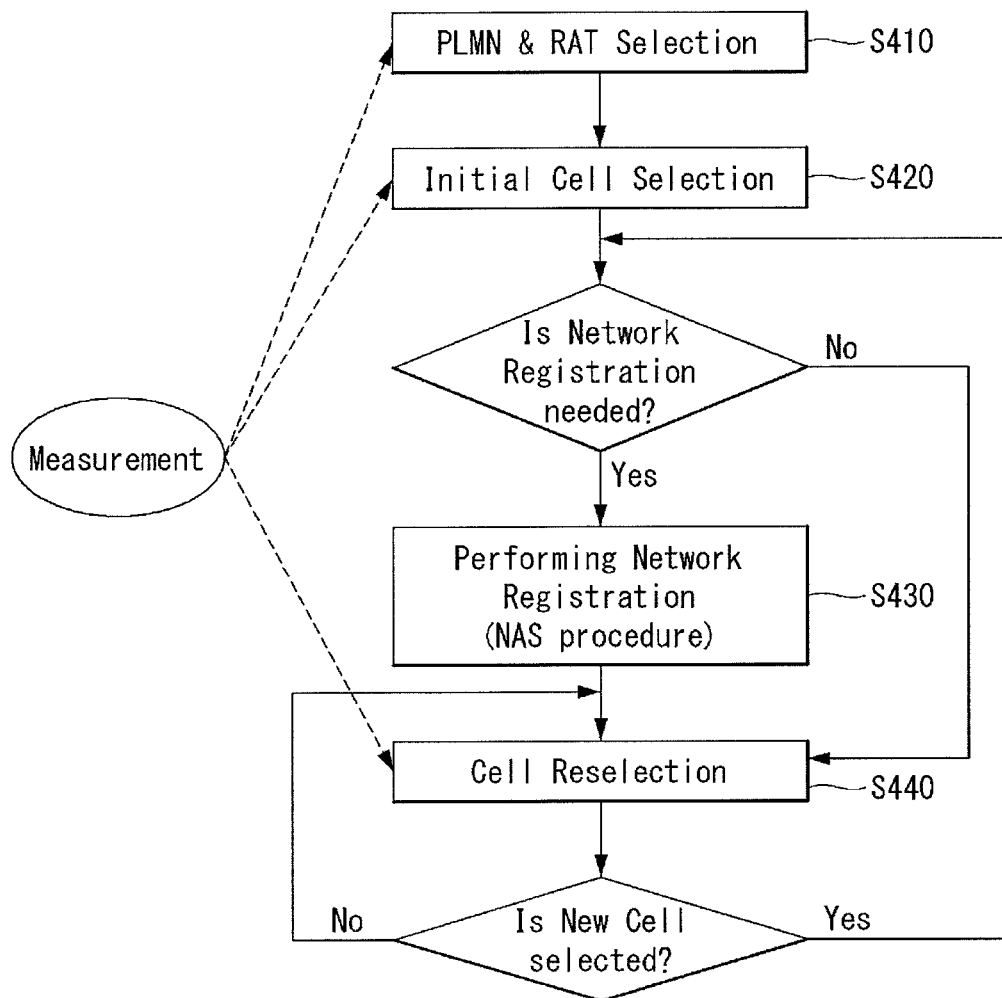 PLMN & RAT Selection
S410
Initial Cell Selection
S420
Is Network
Registration
needed?
No
Yes
Measurement
Performing Network
Registration
(NAS procedure)
S430
Cell Reselection
S440
Is New Cell
selected?
No
Yes